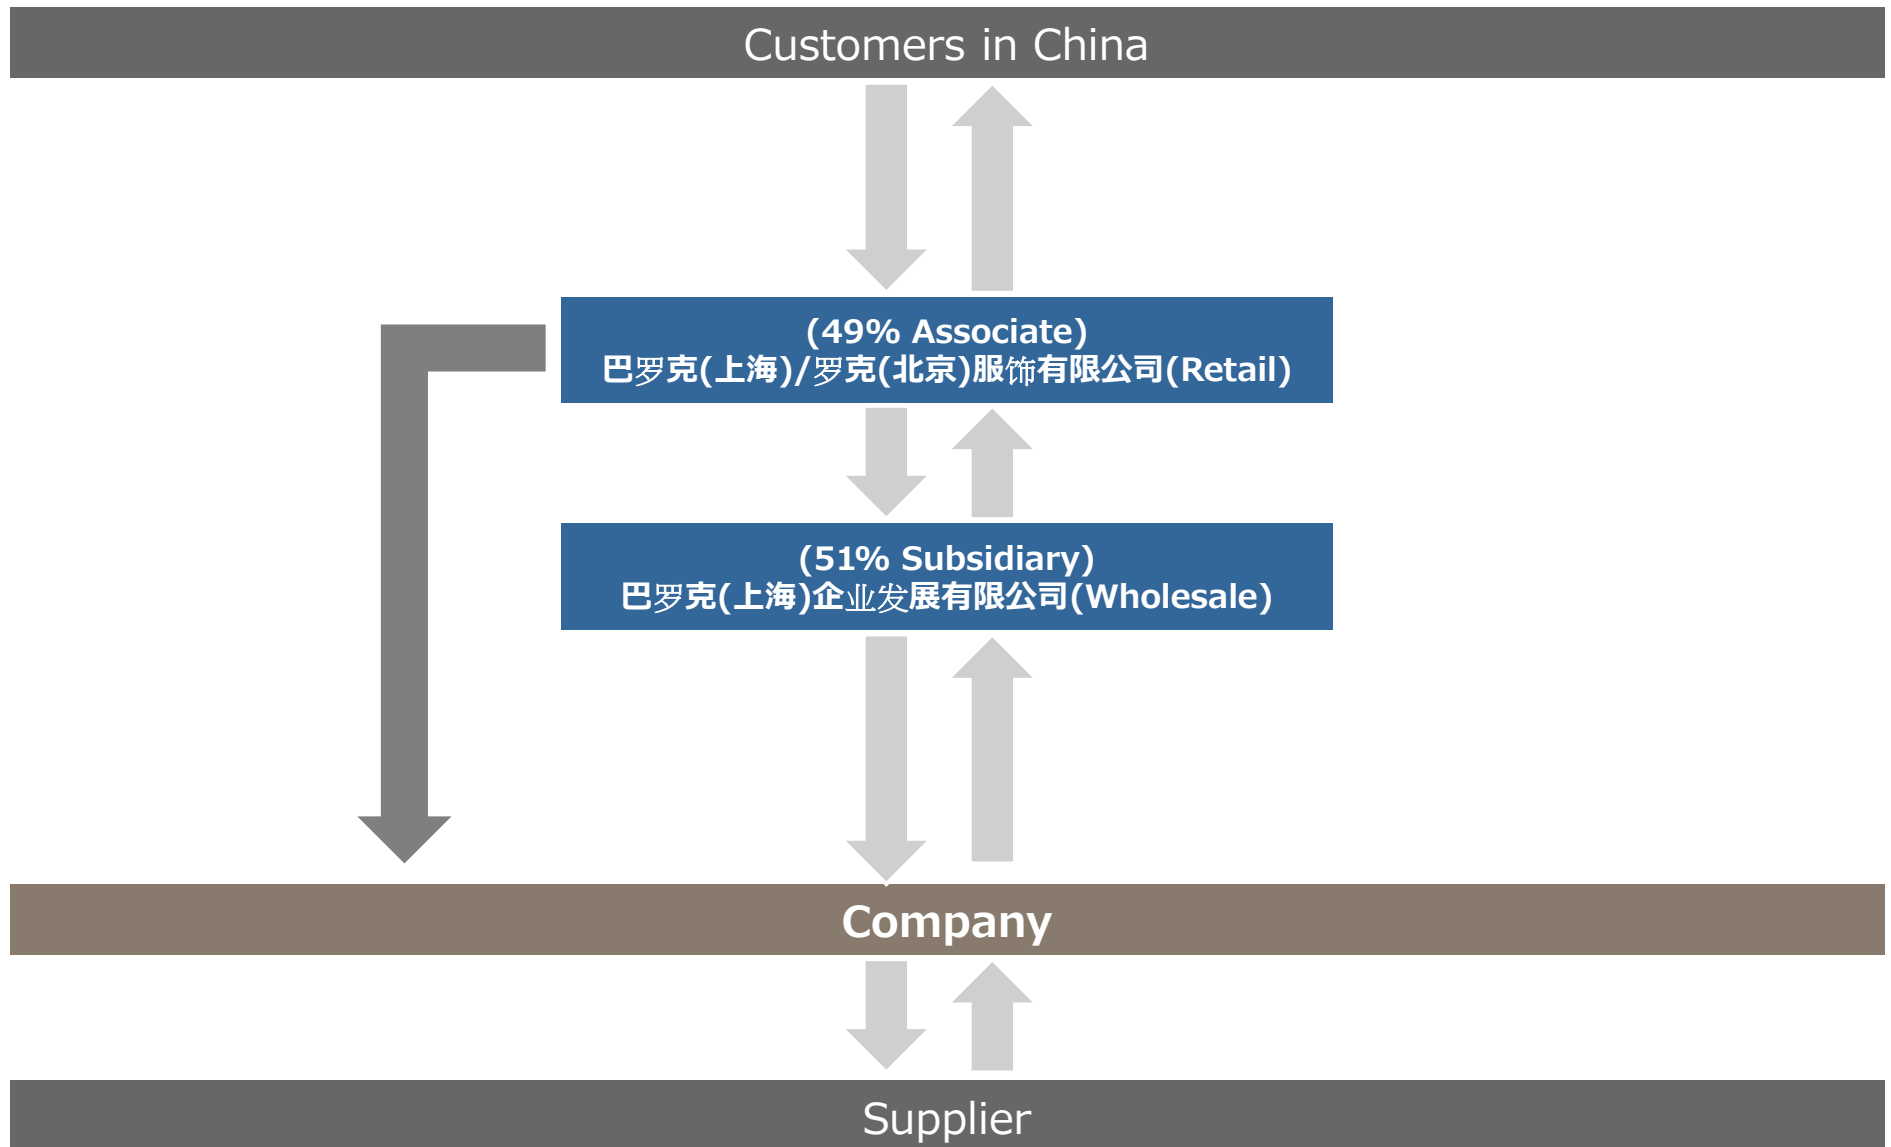 Customers in China
(49% Associate)
巴罗克(上海)/罗克(北京)服饰有限公司(Retail)
(51% Subsidiary)
巴罗克(上海)企业发展有限公司(Wholesale)
Company
Supplier